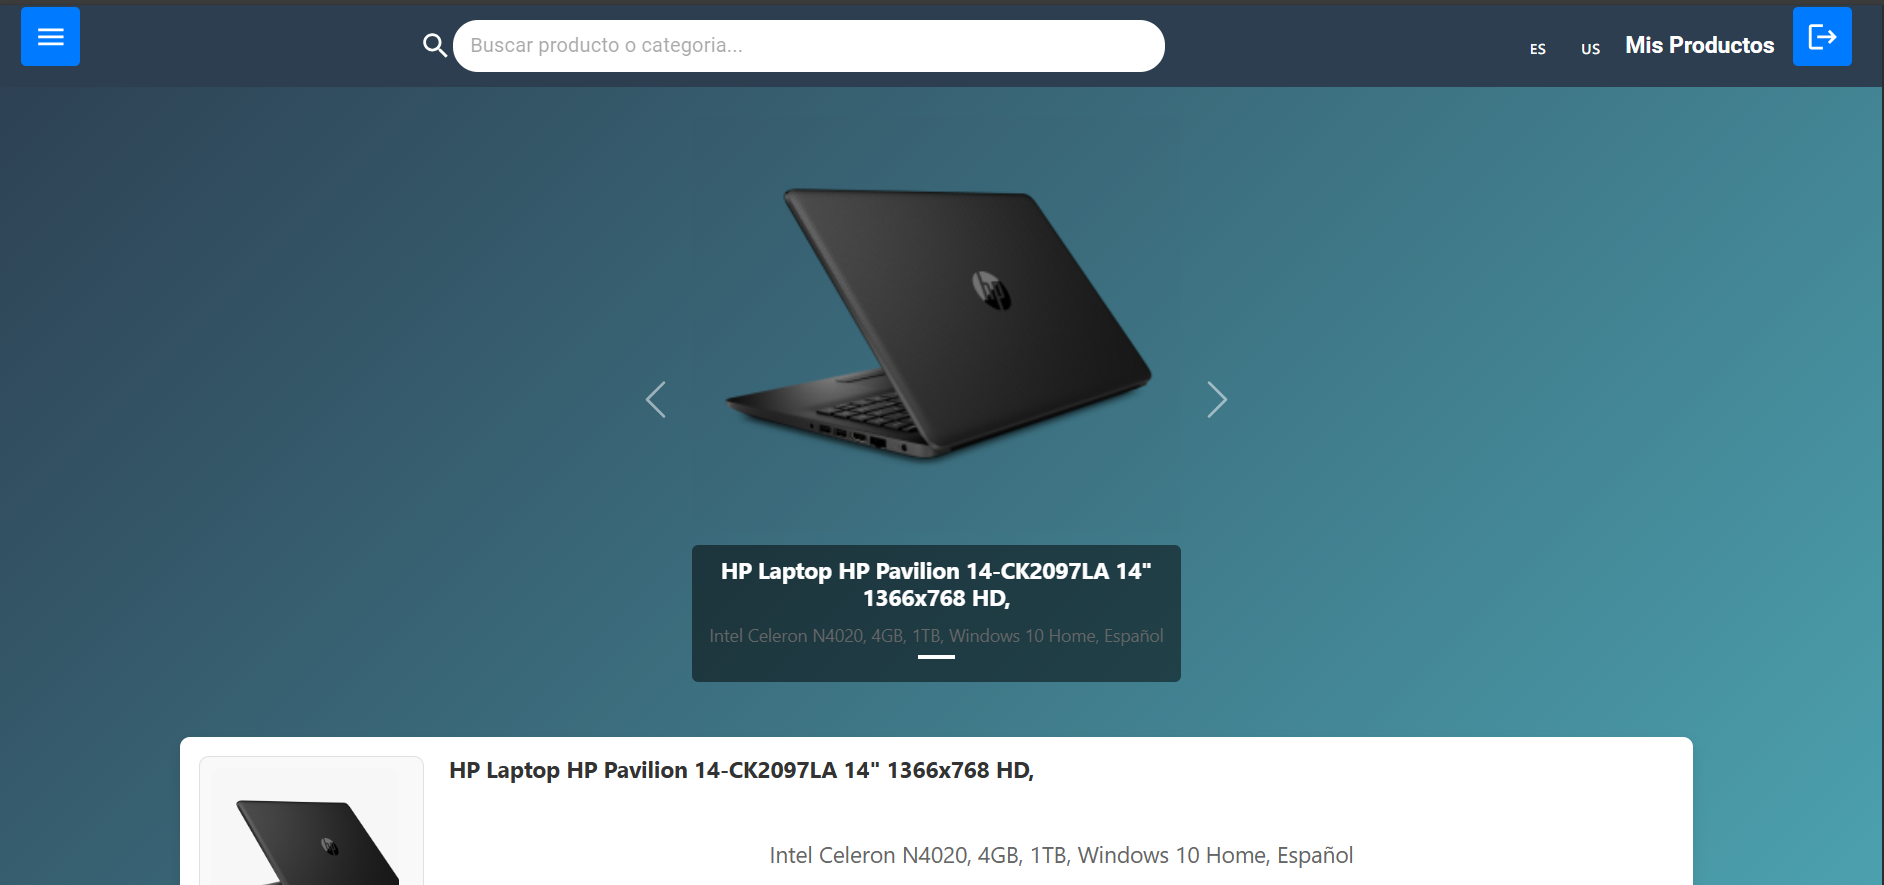 Buscar producto o categoria...
ES
US
Mis Productos
hp
HP Laptop HP Pavilion 14-CK2097LA 14"
1366x768 HD,
Intel Celeron N4020, 4GB, 1TB, Windows 10 Home, Español
HP Laptop HP Pavilion 14-CK2097LA 14" 1366x768 HD,
Intel Celeron N4020, 4GB, 1TB, Windows 10 Home, Español